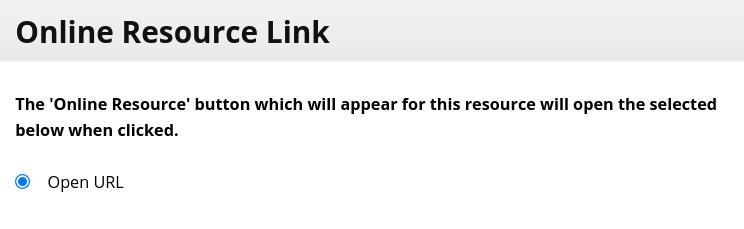 Online Resource Link
The 'Online Resource' button which will appear for this resource will open the selected
below when clicked.
Open URL